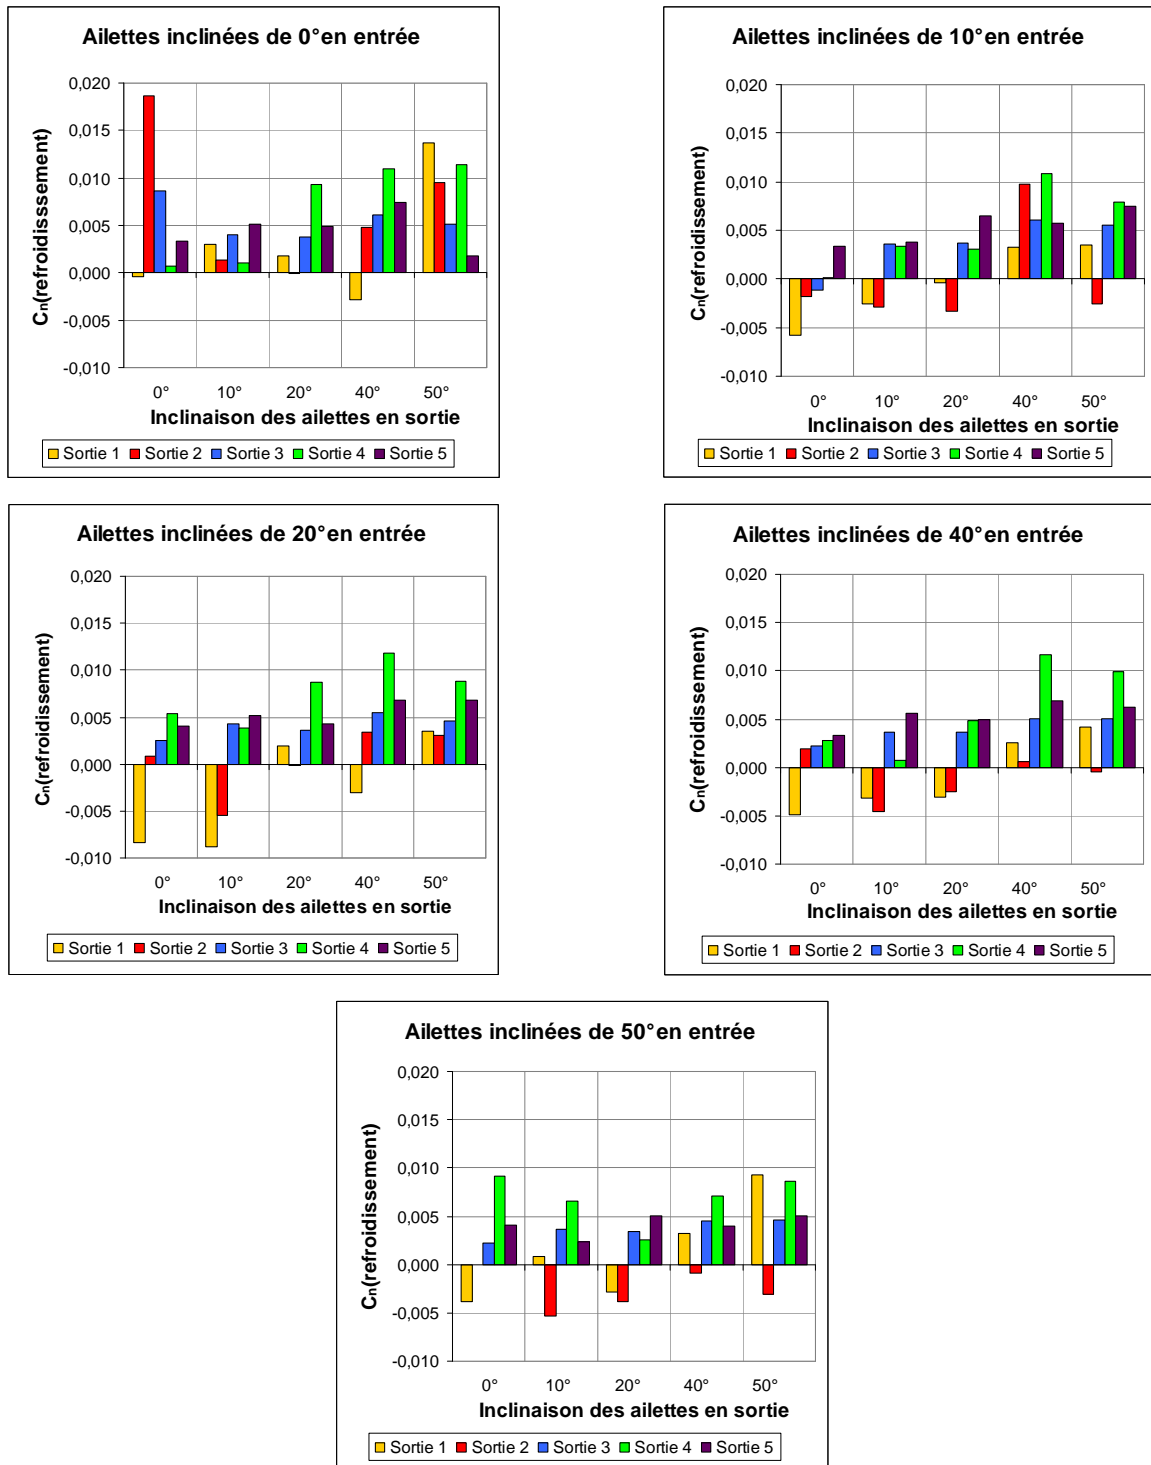 Ailettes inclinées de 0°en entrée
Cn(refroidisssement)
0,020
0,015
0,010
0,005
0,000
-0,005
-0,010
0° 10° 20° 40° 50°
Inclinaison des ailettes en sortie
Sortie 1 Sortie 2 Sortie 3 Sortie 4 Sortie 5
Ailettes inclinées de 10°en entrée
Cn(refroidissement)
0,020
0,015
0,010
0,005
0,000
-0,005
-0,010
0° 10° 20° 40° 50°
Inclinaison des ailettes en sortie
Sortie 1 Sortie 2 Sortie 3 Sortie 4 Sortie 5
Ailettes inclinées de 20°en entrée
Cn(refroidissement)
0,020
0,015
0,010
0,005
0,000
-0,005
-0,010
0° 10° 20° 40° 50°
Inclinaison des ailettes en sortie
Sortie 1 Sortie 2 Sortie 3 Sortie 4 Sortie 5
Ailettes inclinées de 40°en entrée
Cn(refroidissement)
0,020
0,015
0,010
0,005
0,000
-0,005
-0,010
0° 10° 20° 40° 50°
Inclinaison des ailettes en sortie
Sortie 1 Sortie 2 Sortie 3 Sortie 4 Sortie 5
Ailettes inclinées de 50°en entrée
Cn(refroidissement)
0,020
0,015
0,010
0,005
0,000
-0,005
-0,010
0° 10° 20° 40° 50°
Inclinaison des ailettes en sortie
Sortie 1 Sortie 2 Sortie 3 Sortie 4 Sortie 5